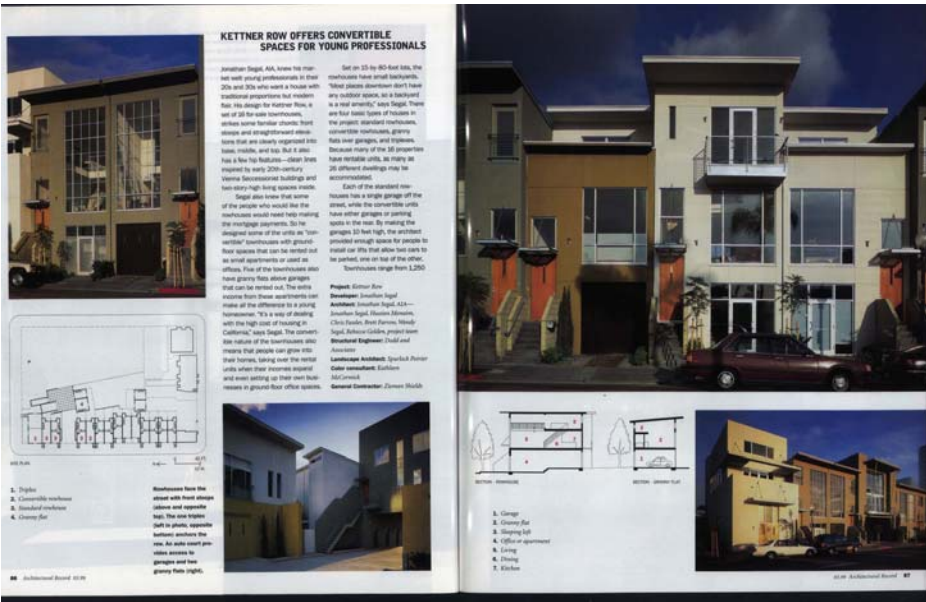 KETTNER ROW OFFERS CONVERTIBLE
SPACES FOR YOUNG PROFESSIONALS
Jonathan Segal, AIA, knew his mar-
ket well: young professionals in their
20s and 30s who want a house with
traditional proportions but modern
flair. His design for Kettner Row, a
set of 16 for-sale townhouses,
strikes some familiar chords: front
stoops and straightforward eleva-
tions that are clearly organized into
base, middle, and top. But it also
has a few hip features—clean lines
inspired by early 20th-century
Vienna Seccessionist buildings and
two-story-high living spaces inside.
Segal also knew that some
of the people who would like the
rowhouses would need help making
the mortgage payments. So he
designed some of the units as "con-
vertible" townhouses with ground-
floor spaces that can be rented out
as small apartments or used as
offices. Five of the townhouses also
have granny flats above garages
that can be rented out. The extra
income from these apartments can
make all the difference to a young
homeowner. "It's a way of dealing
with the high cost of housing in
California," says Segal. The convert-
ible nature of the townhouses also
means that people can grow into
their homes, taking over the rental
units when their incomes expand
and even setting up their own busi-
nesses in ground-floor office spaces.
Set on 15-by-80-foot lots, the
rowhouses have small backyards.
"Most places downtown don't have
any outdoor space, so a backyard
is a real amenity," says Segal. There
are four basic types of houses in
the project: standard rowhouses,
convertible rowhouses, granny
flats over garages, and triplexes.
Because many of the 16 properties
have rentable units, as many as
26 different dwellings may be
accommodated.
Each of the standard row-
houses has a single garage off the
street, while the convertible units
have either garages or parking
spots in the rear. By making the
garages 10 feet high, the architect
provided enough space for people to
install car lifts that allow two cars to
be parked, one on top of the other.
Townhouses range from 1,250
Project: Kettner Row
Developer: Jonathan Segal
Architect: Jonathan Segal, AIA—
Jonathan Segal,
Chris Fassler, Brett Farrow, Wendy
Segal, Rebecca Golden, project team
Structural Engineer: Dodd and
Associates
Landscape Architect: Spurlock Poirier
Color consultant: Kathleen
McCormick
General Contractor: Shields
SITE PLAN
1. Triplex
2. Convertible rowhouse
3. Standard rowhouse
4. Granny flat
Rowhouses face the
street with front stoops
(above and opposite
top). The one triplex
(left in photo, opposite
bottom) anchors the
row. An auto court pro-
vides access to
garages and two
granny flats (right).
Architectural Record
SECTION - ROWHOUSE
SECTION - GRANNY FLAT
1. Garage
2. Granny flat
3. Sleeping loft
4. Office or apartment
5. Living
6. Dining
7. Kitchen
Architectural Record 87